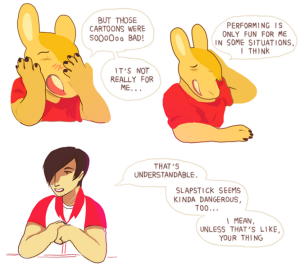 BUT THOSE
CARTOONS WERE
SOOOOoo BAD!
IT'S NOT
REALLY FOR
ME...
PERFORMING IS
ONLY FUN FOR ME
IN SOME SITUATIONS,
I THINK
THAT'S
UNDERSTANDABLE.
SLAPSTICK SEEMS
KINDA DANGEROUS,
TOO...
I MEAN,
UNLESS THAT'S LIKE,
YOUR THING